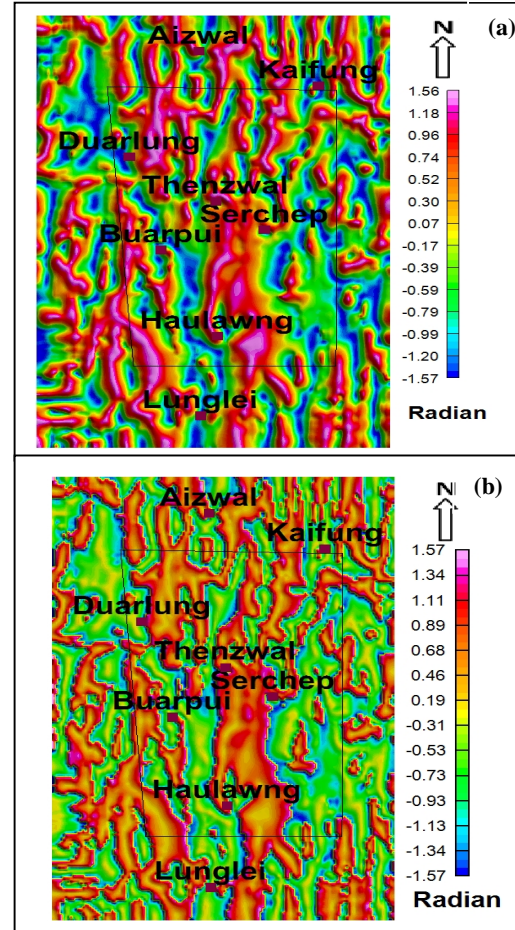 (a)
N
Aizwal
Kaifung
Duarlung
Thenzwal
Serchep
Buarpui
Haulawng
Lunglei
1.56
1.18
0.96
0.74
0.52
0.30
0.07
-0.17
-0.39
-0.59
-0.79
-0.99
-1.20
-1.57
Radian
(b)
N
Aizwal
Kaifung
Duarlung
Thenzwal
Serchep
Buarpui
Haulawng
Lunglei
1.57
1.34
1.11
0.89
0.68
0.46
0.19
-0.31
-0.53
-0.73
-0.93
-1.13
-1.34
-1.57
Radian